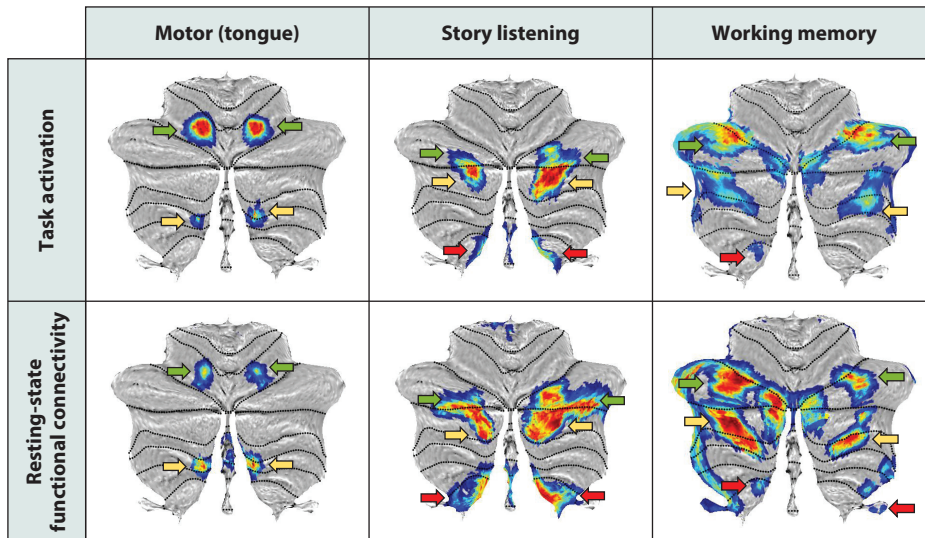 Motor (tongue)
Story listening
Working memory
Task activation
Resting-state
functional connectivity